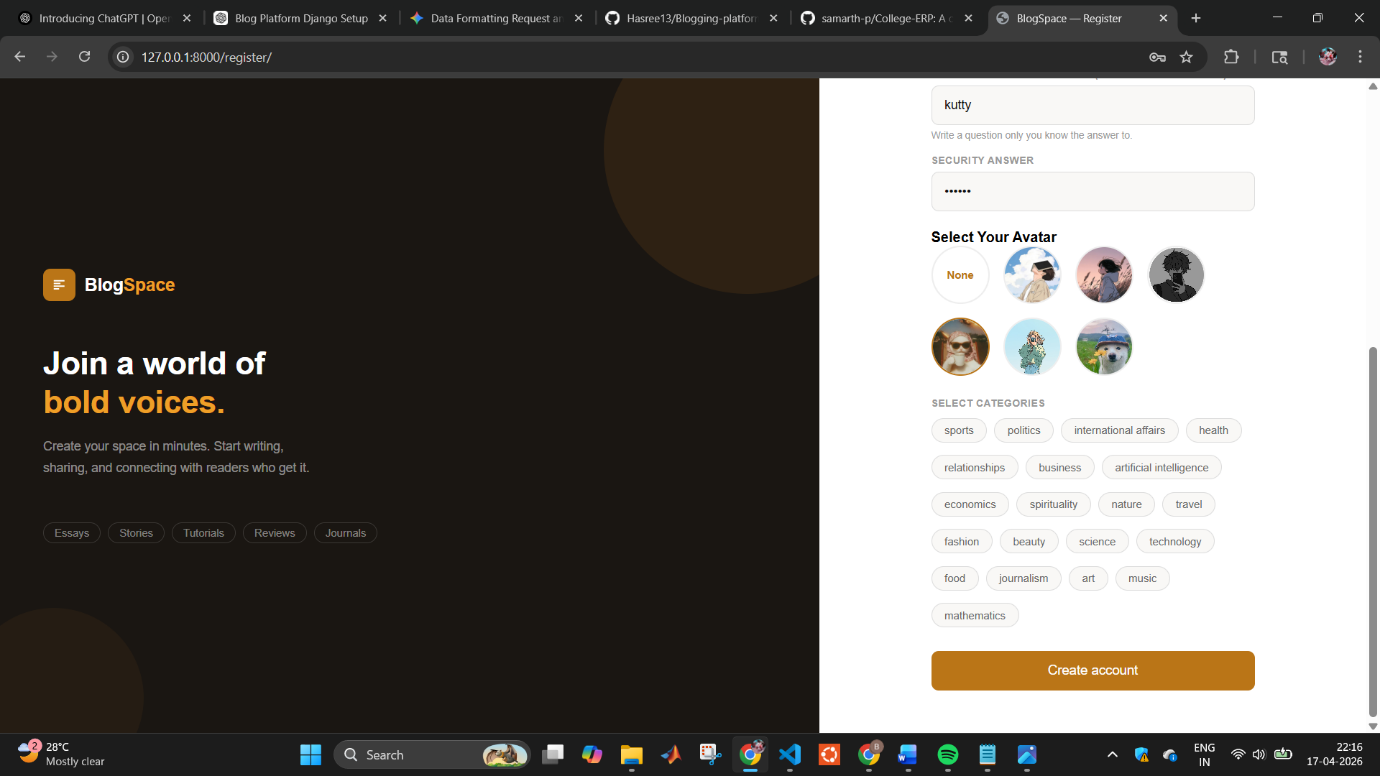 Introducing ChatGPT | Open
Blog Platform Django Setup
Data Formatting Request an
Hasree13/Blogging-platfor
samarth-p/College-ERP: A c
BlogSpace — Register
127.0.0.1:8000/register/
kutty
Write a question only you know the answer to.
SECURITY ANSWER
••••••
Select Your Avatar
None
SELECT CATEGORIES
sports politics international affairs health
relationships business artificial intelligence
economics spirituality nature travel
fashion beauty science technology
food journalism art music
mathematics
Create account
BlogSpace
Join a world of
bold voices.
Create your space in minutes. Start writing,
sharing, and connecting with readers who get it.
Essays Stories Tutorials Reviews Journals
2
28°C
Mostly clear
Search
8
ENG
IN
22:16
17-04-2026